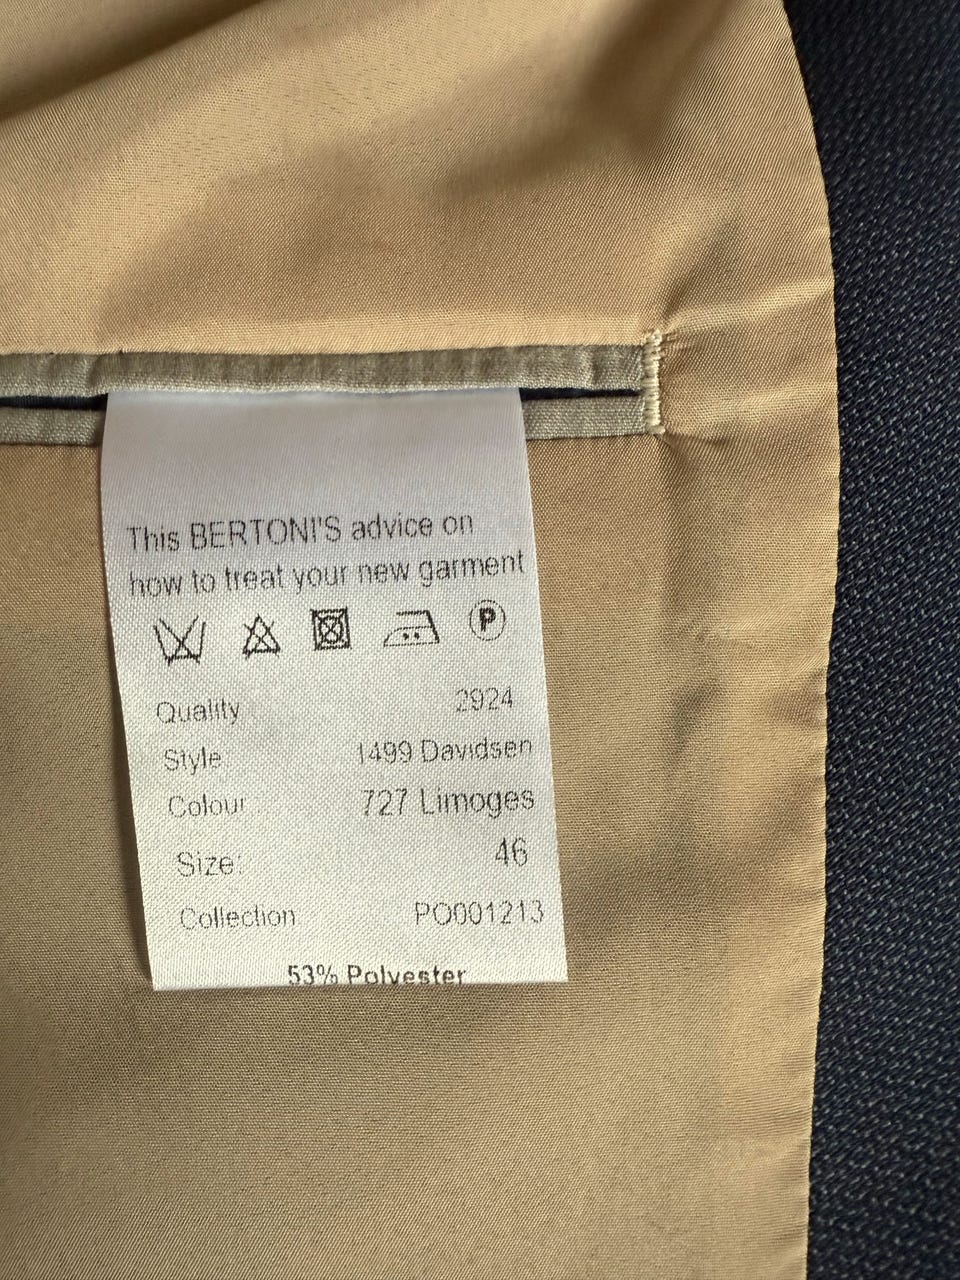 This BERTONI'S advice on
how to treat your new garment
P
Quality 2924
Style 1499 Davidsen
Colour 727 Limoges
Size: 46
Collection PO001213
53% Polyester